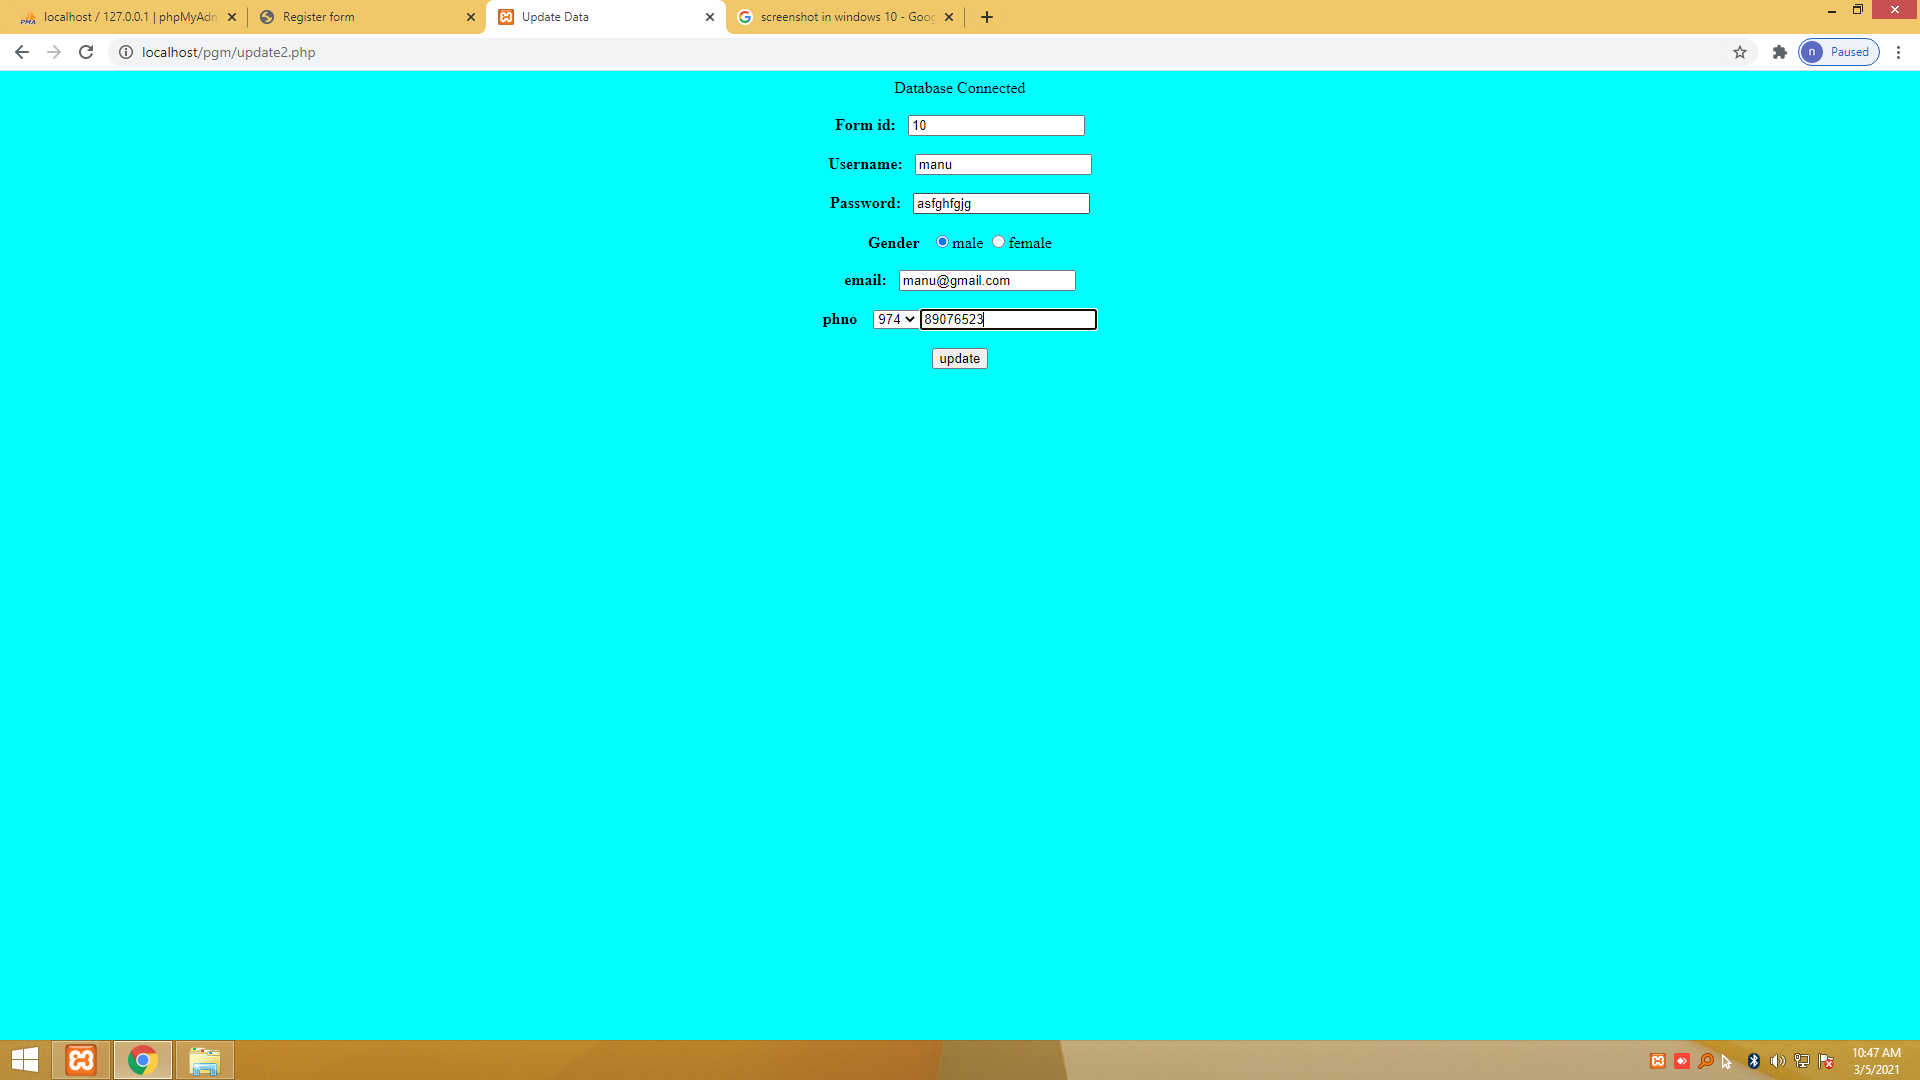 PMA localhost / 127.0.0.1 | phpMyAdm
Register form
Update Data
screenshot in windows 10 - Goog
localhost/pgm/update2.php
n Paused
Database Connected
Form id: 10
Username: manu
Password: asfghfgjg
Gender male female
email: manu@gmail.com
phno 974 89076523
update
10:47 AM
3/5/2021